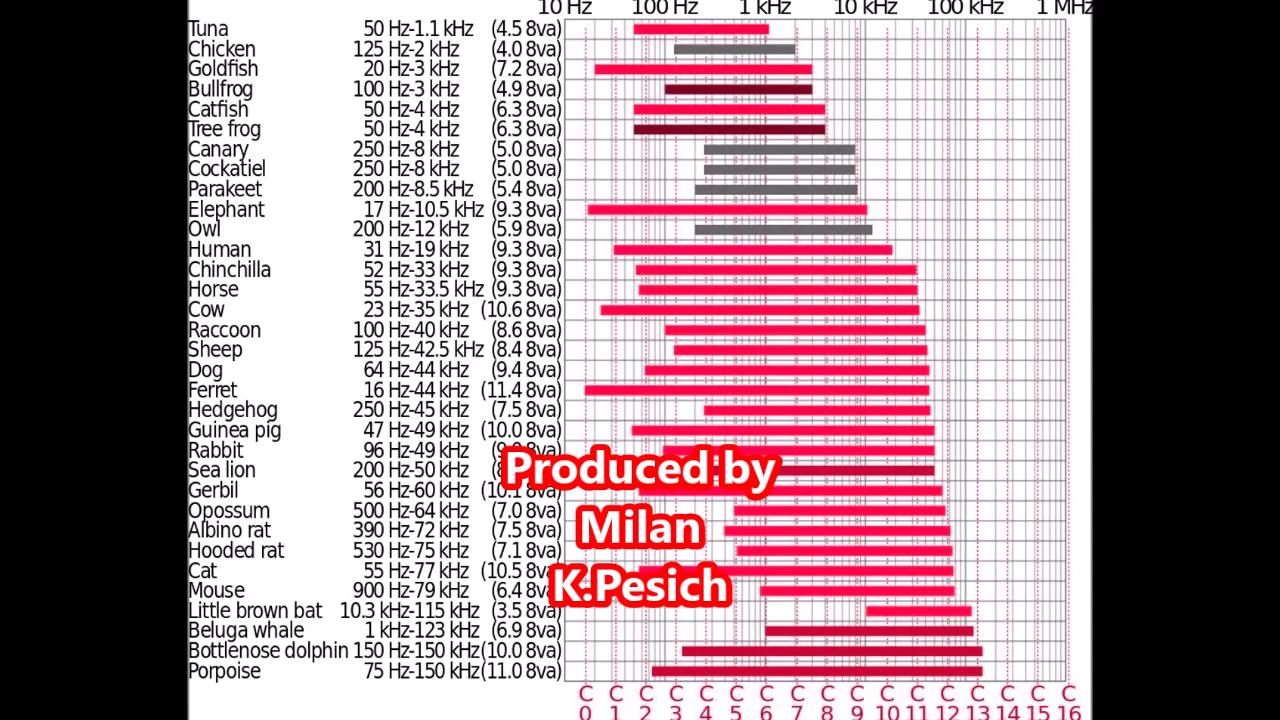 10 Hz 100 Hz 1 kHz 10 kHz 100 kHz 1 MHz
Tuna 50 Hz-1.1 kHz (4.5 8va)
Chicken 125 Hz-2 kHz (4.0 8va)
Goldfish 20 Hz-3 kHz (7.2 8va)
Bullfrog 100 Hz-3 kHz (4.9 8va)
Catfish 50 Hz-4 kHz (6.3 8va)
Tree frog 50 Hz-4 kHz (6.3 8va)
Canary 250 Hz-8 kHz (5.0 8va)
Cockatiel 250 Hz-8 kHz (5.0 8va)
Parakeet 200 Hz-8.5 kHz (5.4 8va)
Elephant 17 Hz-10.5 kHz (9.3 8va)
Owl 200 Hz-12 kHz (5.9 8va)
Human 31 Hz-19 kHz (9.3 8va)
Chinchilla 52 Hz-33 kHz (9.3 8va)
Horse 55 Hz-33.5 kHz (9.3 8va)
Cow 23 Hz-35 kHz (10.6 8va)
Raccoon 100 Hz-40 kHz (8.6 8va)
Sheep 125 Hz-42.5 kHz (8.4 8va)
Dog 64 Hz-44 kHz (9.4 8va)
Ferret 16 Hz-44 kHz (11.4 8va)
Hedgehog 250 Hz-45 kHz (7.5 8va)
Guinea pig 47 Hz-49 kHz (10.0 8va)
Rabbit 96 Hz-49 kHz
Sea lion 200 Hz-50 kHz
Gerbil 56 Hz-60 kHz (10.1 8va)
Opossum 500 Hz-64 kHz (7.0 8va)
Albino rat 390 Hz-72 kHz (7.5 8va)
Hooded rat 530 Hz-75 kHz (7.1 8va)
Cat 55 Hz-77 kHz (10.5 8va)
Mouse 900 Hz-79 kHz (6.4 8va)
Little brown bat 10.3 kHz-115 kHz (3.5 8va)
Beluga whale 1 kHz-123 kHz (6.9 8va)
Bottlenose dolphin 150 Hz-150 kHz (10.0 8va)
Porpoise 75 Hz-150 kHz (11.0 8va)
C C C C C C C C C C C C C C C C C
0 1 2 3 4 5 6 7 8 9 10 11 12 13 14 15 16
Produced by
Milan
K.Pesich